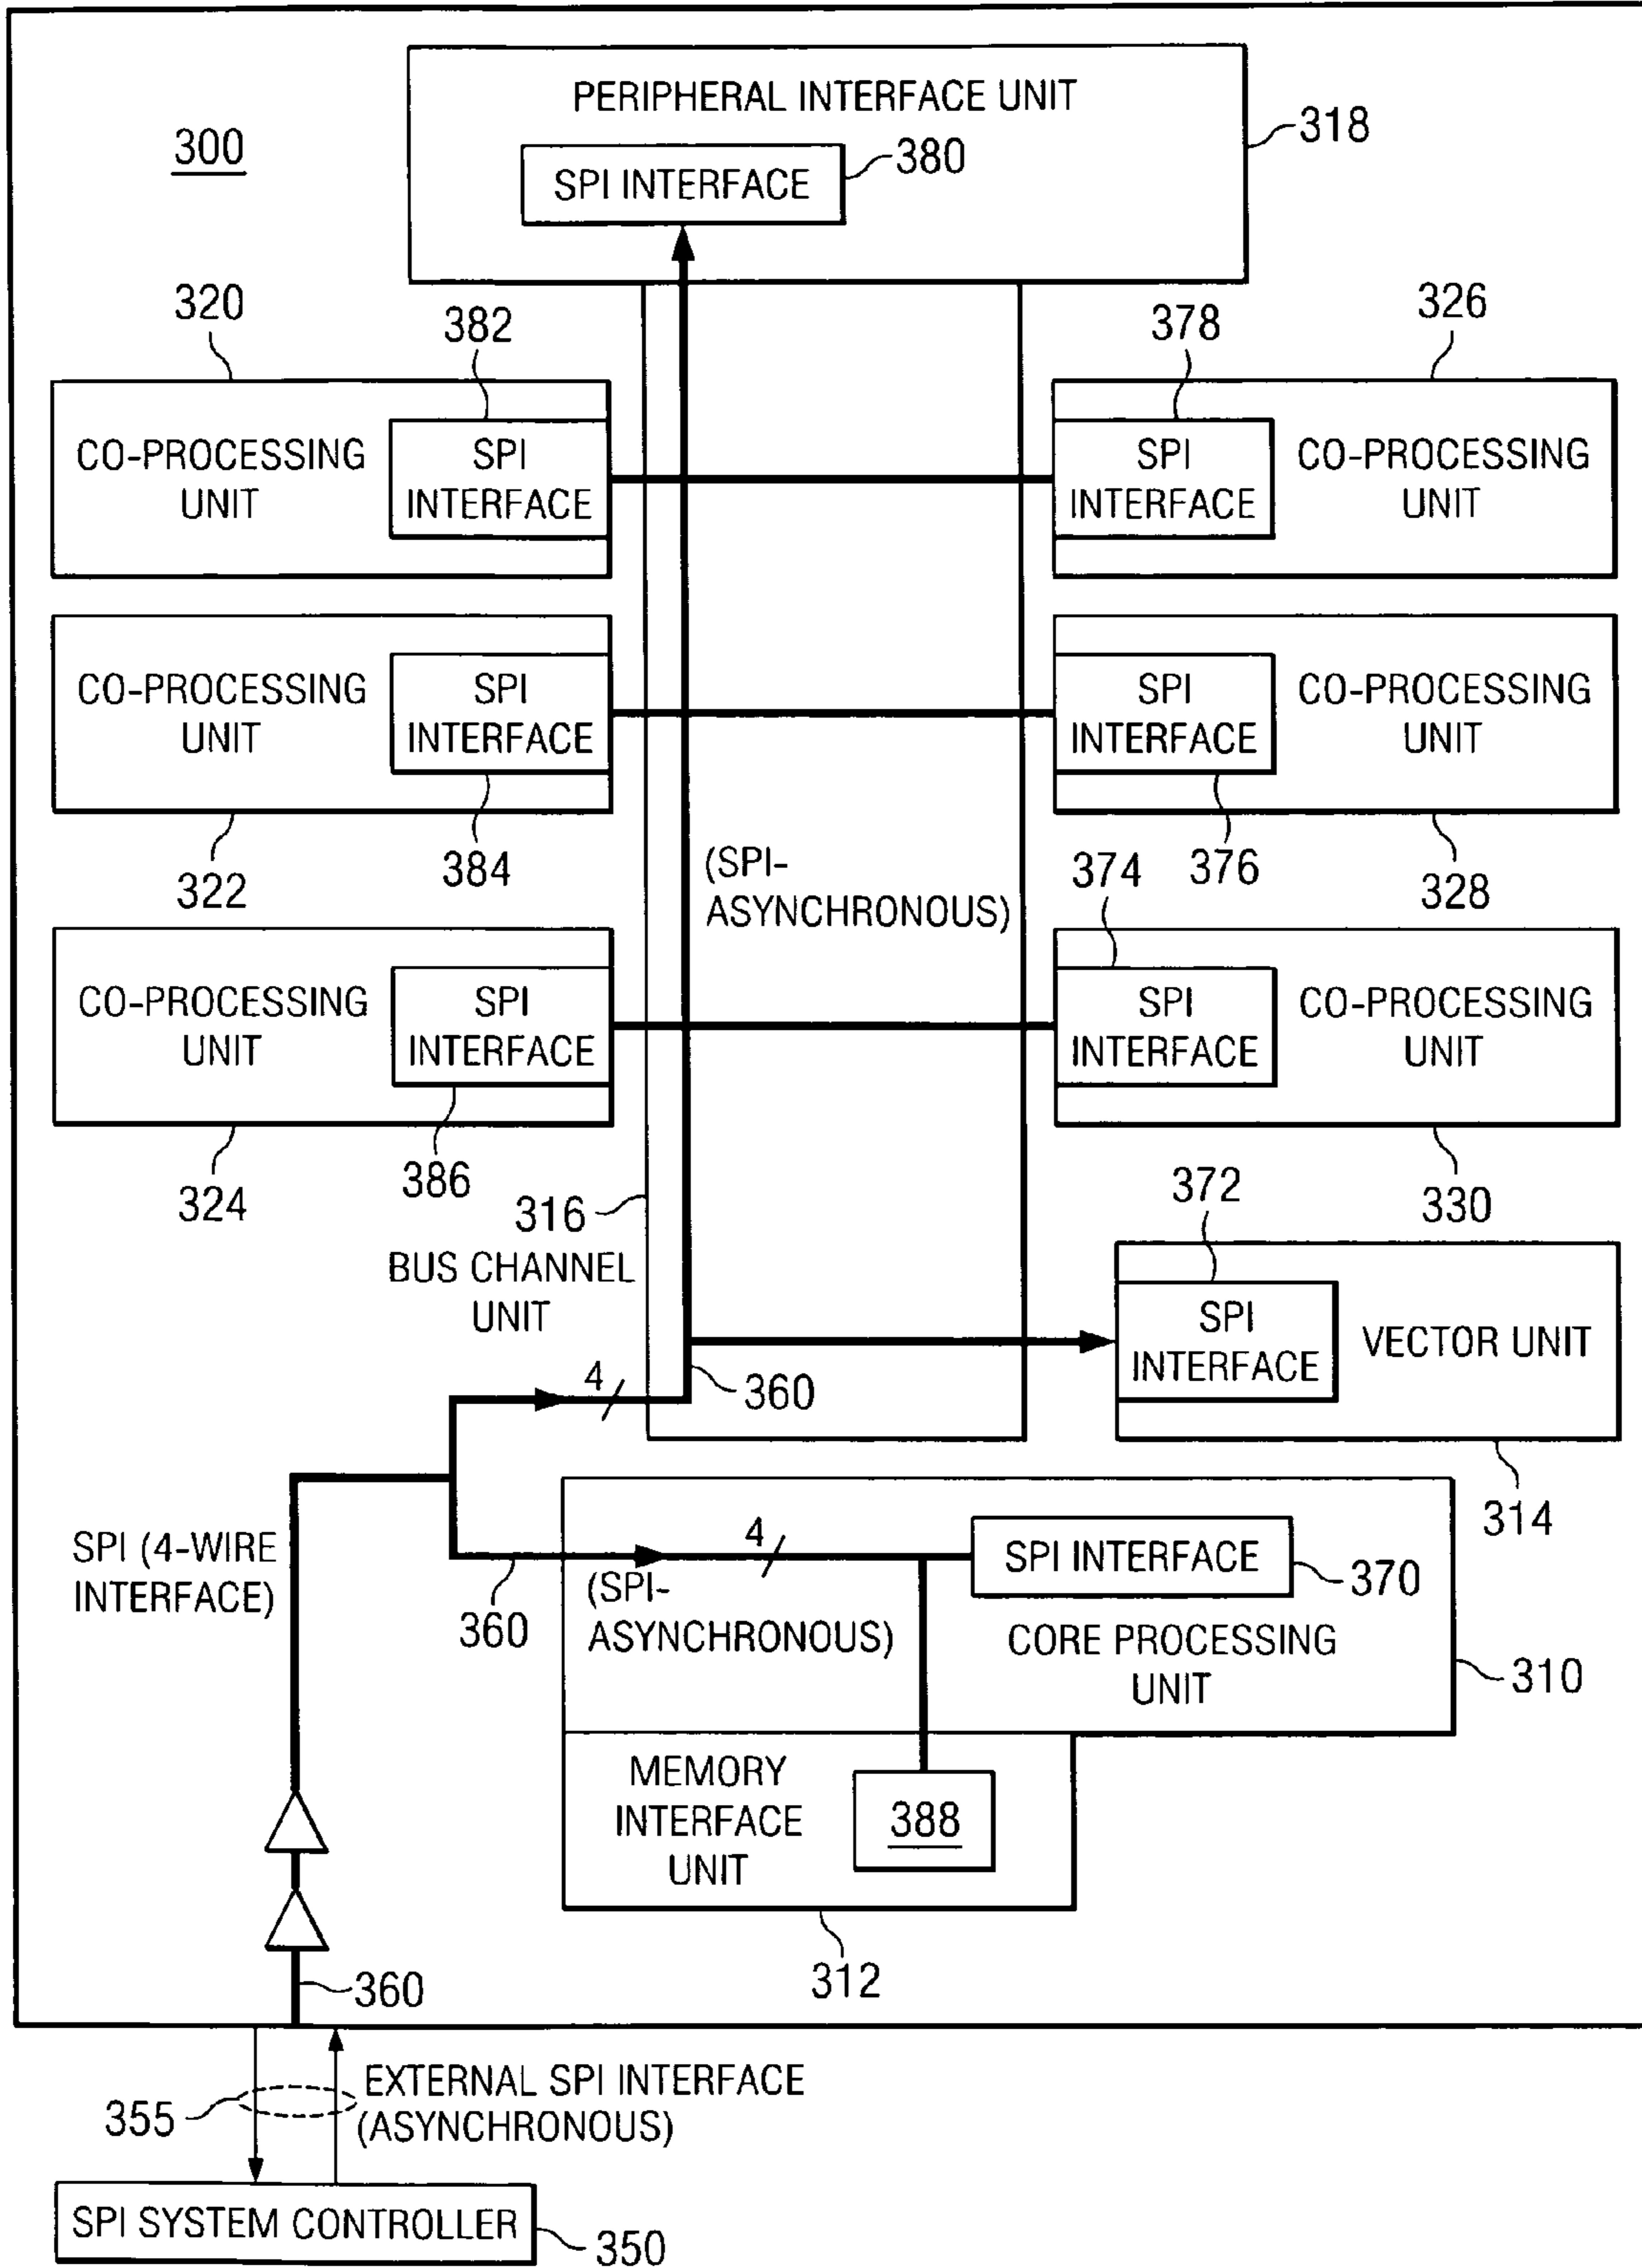 PERIPHERAL INTERFACE UNIT
318
300
380
SPI INTERFACE
320
382
378
326
CO-PROCESSING
UNIT
SPI
INTERFACE
SPI
INTERFACE
CO-PROCESSING
UNIT
CO-PROCESSING
UNIT
SPI
INTERFACE
SPI
INTERFACE
CO-PROCESSING
UNIT
322
384
(SPI-
ASYNCHRONOUS)
374
376
328
CO-PROCESSING
UNIT
SPI
INTERFACE
SPI
INTERFACE
CO-PROCESSING
UNIT
324
386
316
BUS CHANNEL
UNIT
372
330
SPI
INTERFACE
VECTOR UNIT
4
360
314
SPI (4-WIRE
INTERFACE)
4
SPI INTERFACE
370
360
(SPI-
ASYNCHRONOUS)
CORE PROCESSING
UNIT
310
MEMORY
INTERFACE
UNIT
388
312
360
355
EXTERNAL SPI INTERFACE
(ASYNCHRONOUS)
SPI SYSTEM CONTROLLER
350